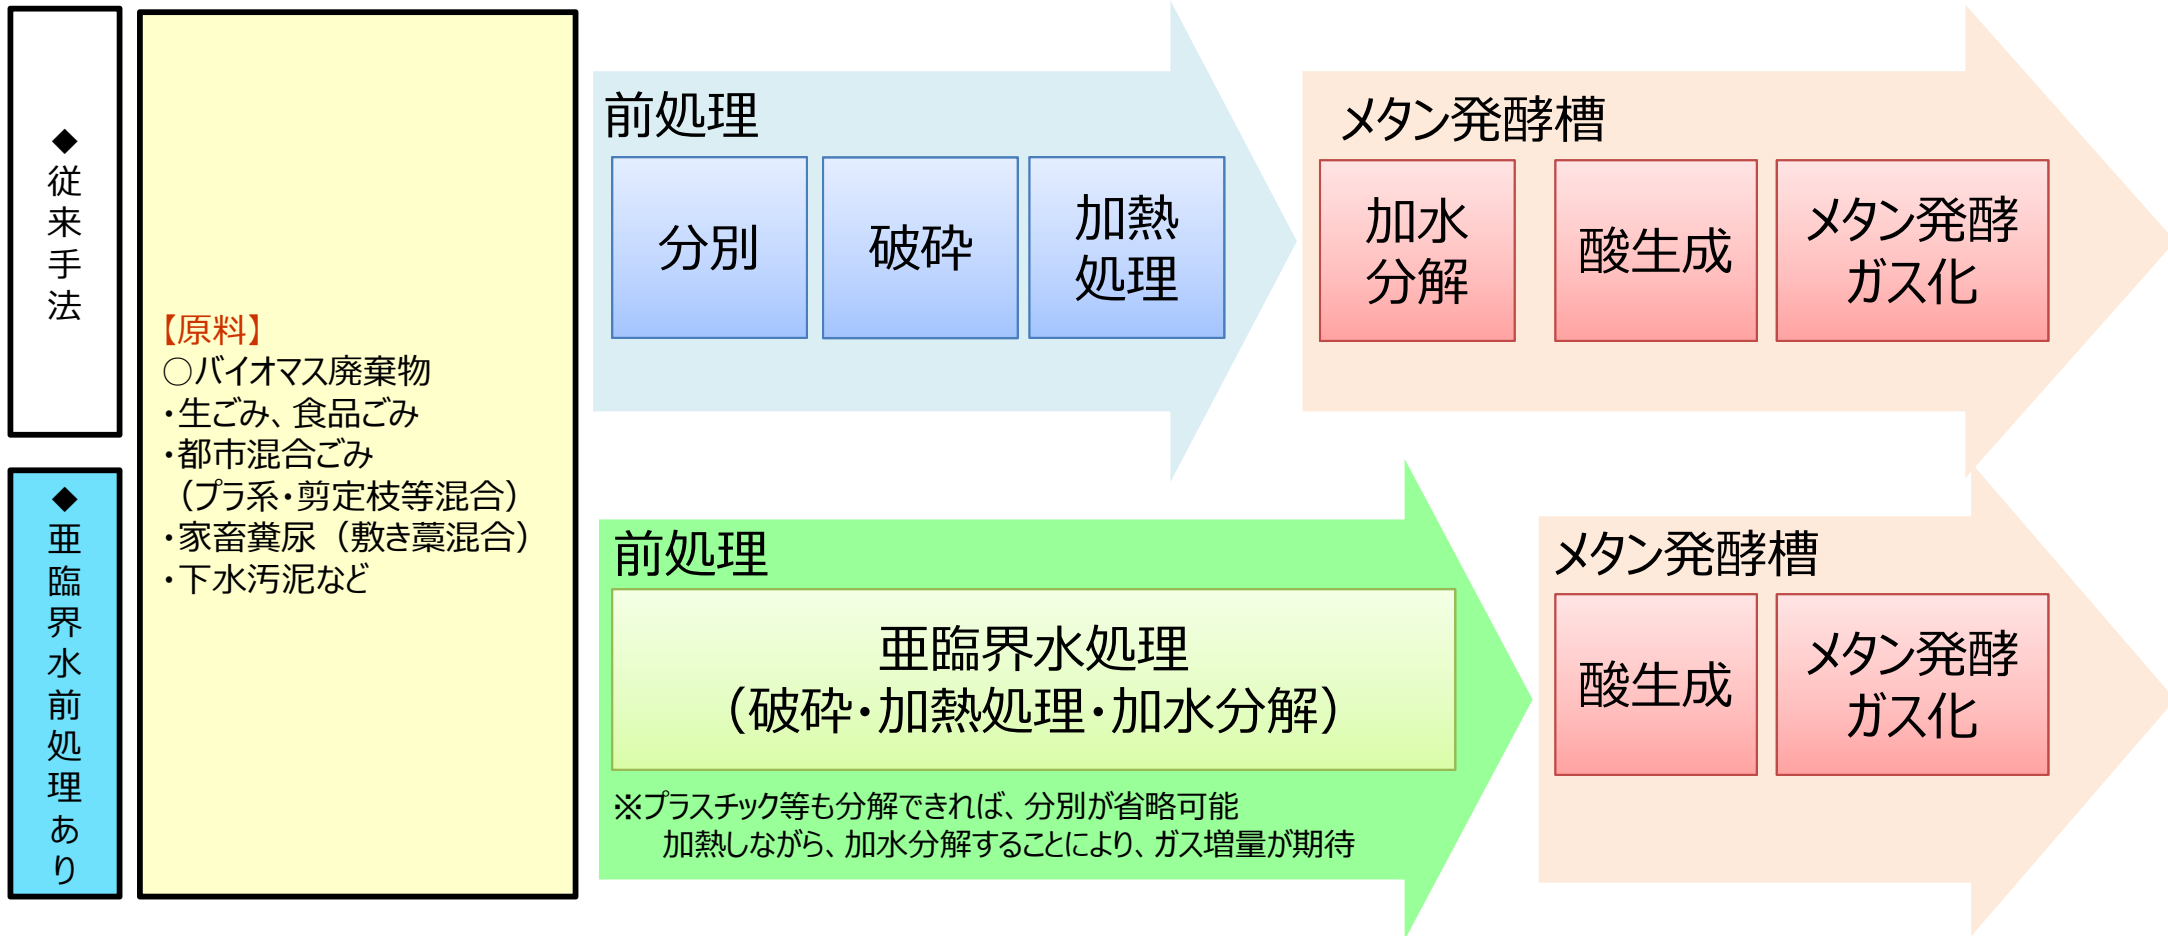 ◆従来手法
【原料】
○バイオマス廃棄物
・生ごみ、食品ごみ
・都市混合ごみ
（プラ系・剪定枝等混合）
・家畜糞尿（敷き藁混合）
・下水汚泥など
前処理
分別
破砕
加熱
処理
メタン発酵槽
加水
分解
酸生成
メタン発酵
ガス化
◆亜臨界水前処理あり
前処理
亜臨界水処理
（破砕・加熱処理・加水分解）
※プラスチック等も分解できれば、分別が省略可能
加熱しながら、加水分解することにより、ガス増量が期待
メタン発酵槽
酸生成
メタン発酵
ガス化